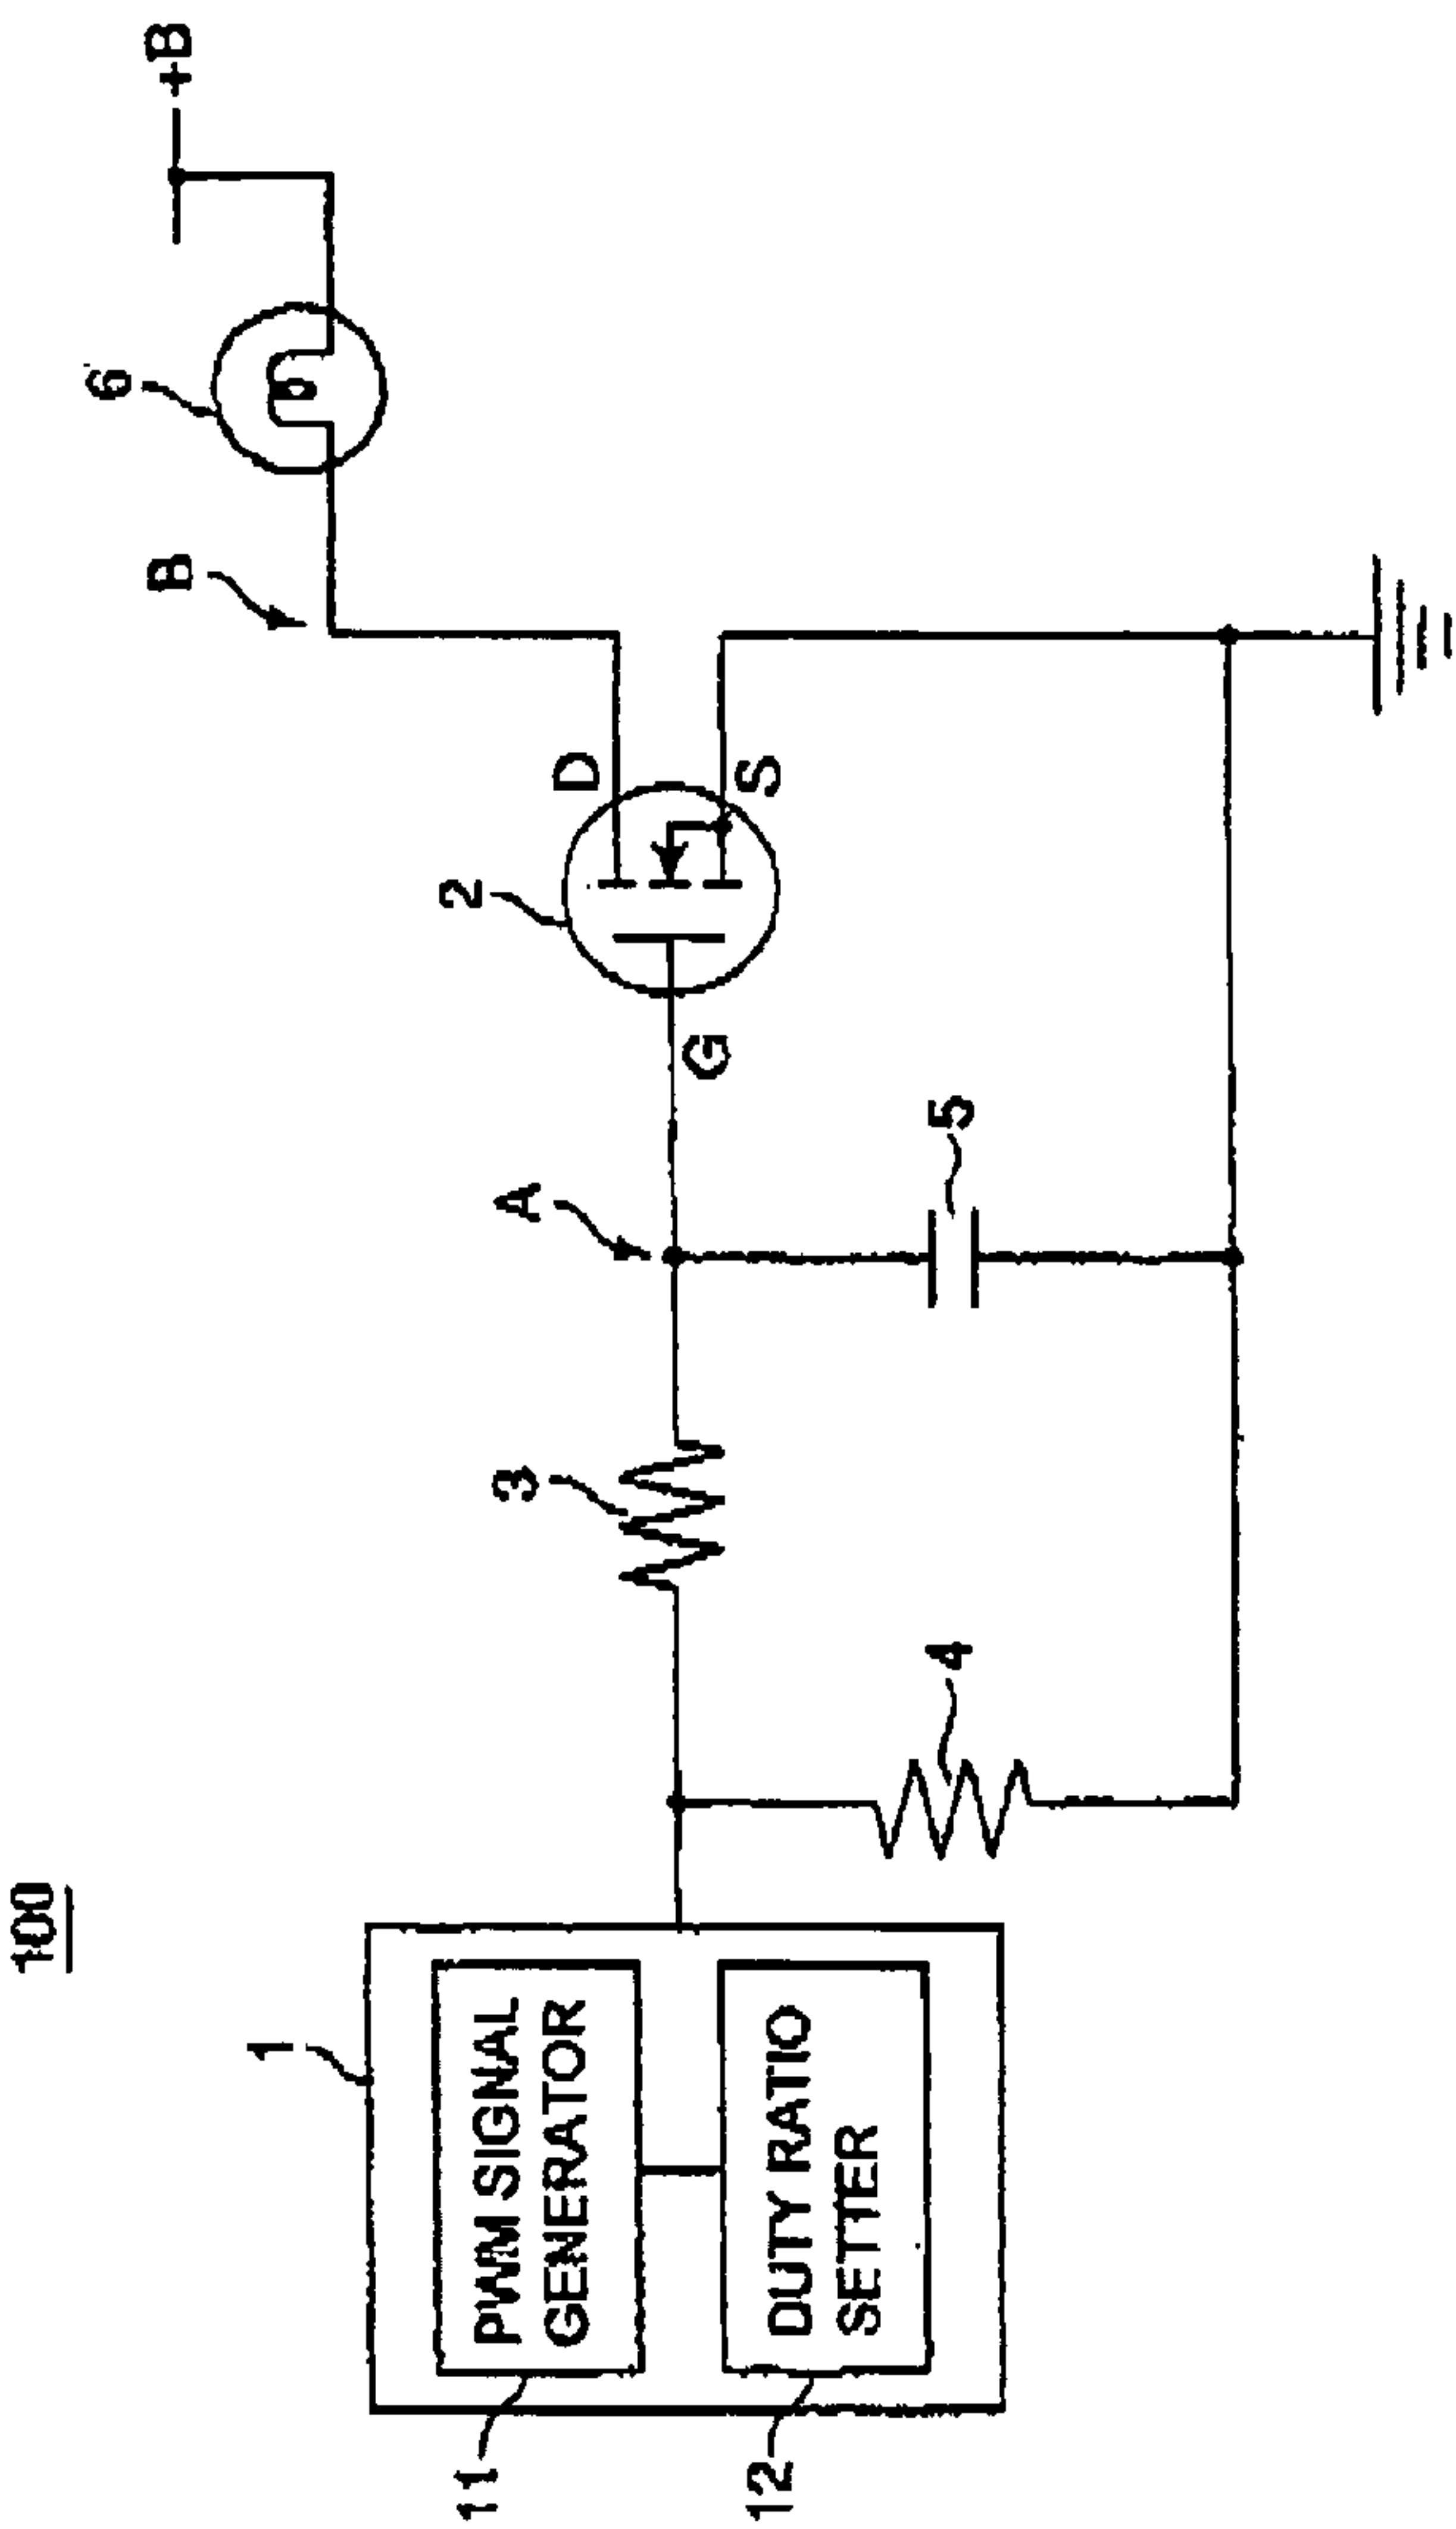 100
1
PWM SIGNAL
GENERATOR
DUTY RATIO
SETTER
11
12
3
4
A
5
G
2
D
S
B
6
+B